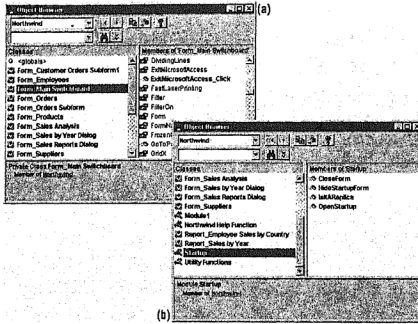 Object Browser
(a)
Northwind
Classes
Members of 'Form_Main Switchboard'
<globals>
Form_Customer Orders Subform1
Form_Employees
Form_Main Switchboard
Form_Orders
Form_Orders Subform
Form_Products
Form_Sales Analysis
Form_Sales by Year Dialog
Form_Sales Reports Dialog
Form_Suppliers
DividingLines
ExitMicrosoftAccess
ExitMicrosoftAccess_Click
FastLaserPrinting
Filter
FilterOn
Form
GridX
Private Class Form_Main Switchboard
Member of Northwind
Object Browser
Northwind
Classes
Members of 'Startup'
Form_Sales Analysis
Form_Sales by Year Dialog
Form_Sales Reports Dialog
Form_Suppliers
Module1
Northwind Help Function
Report_Employee Sales by Country
Report_Sales by Year
Startup
Utility Functions
CloseForm
HideStartupForm
IsItAReplica
OpenStartup
Module Startup
Member of Northwind
(b)